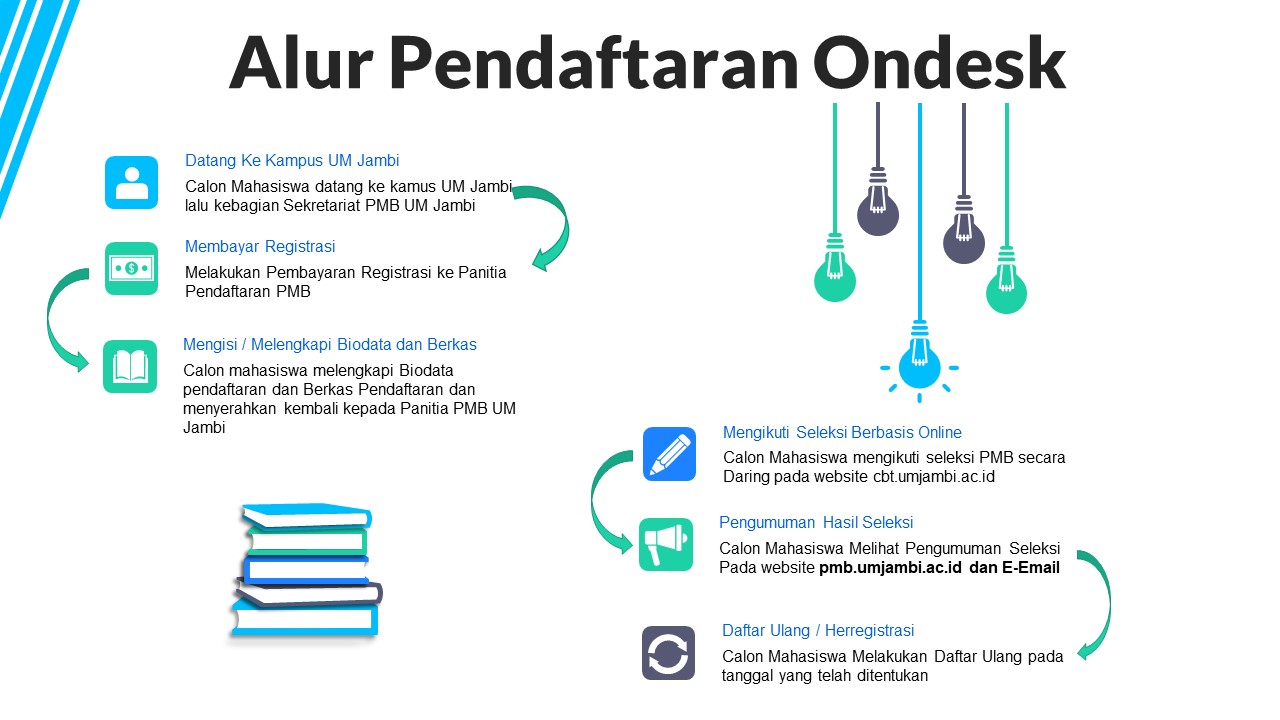 Alur Pendaftaran Ondesk
Datang Ke Kampus UM Jambi
Calon Mahasiswa datang ke kamus UM Jambi
lalu kebagian Sekretariat PMB UM Jambi
Membayar Registrasi
Melakukan Pembayaran Registrasi ke Panitia
Pendaftaran PMB
Mengisi / Melengkapi Biodata dan Berkas
Calon mahasiswa melengkapi Biodata
pendaftaran dan Berkas Pendaftaran dan
menyerahkan kembali kepada Panitia PMB UM
Jambi
Mengikuti Seleksi Berbasis Online
Calon Mahasiswa mengikuti seleksi PMB secara
Daring pada website cbt.umjambi.ac.id
Pengumuman Hasil Seleksi
Calon Mahasiswa Melihat Pengumuman Seleksi
Pada website pmb.umjambi.ac.id dan E-Email
Daftar Ulang / Herregistrasi
Calon Mahasiswa Melakukan Daftar Ulang pada
tanggal yang telah ditentukan